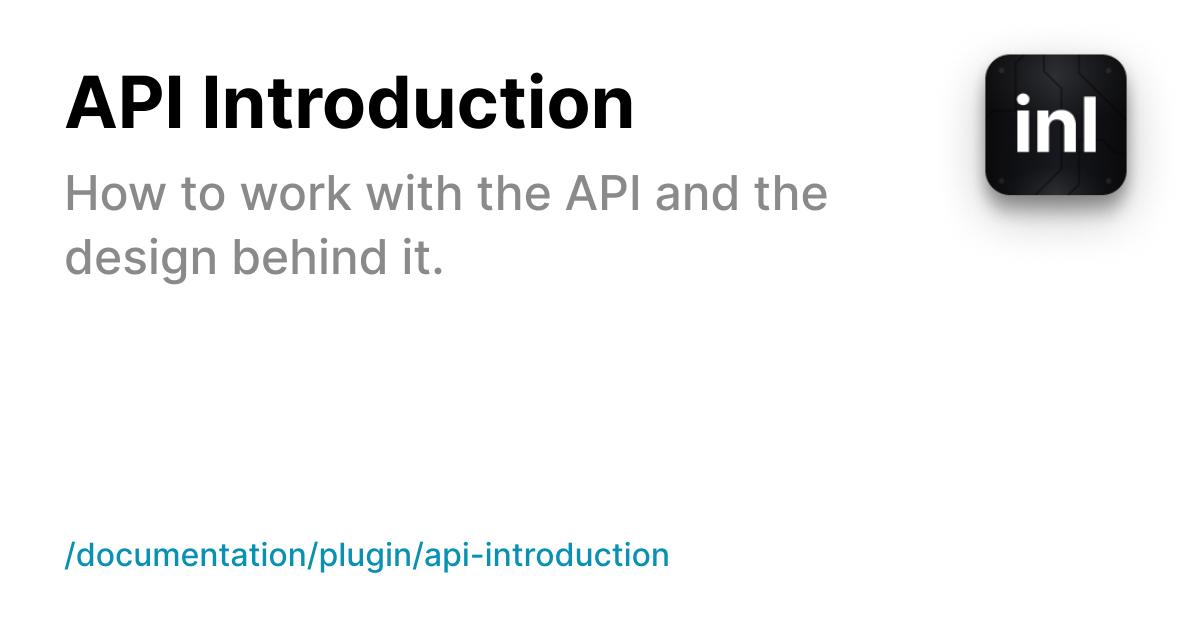 API Introduction
inl
How to work with the API and the
design behind it.
/documentation/plugin/api-introduction